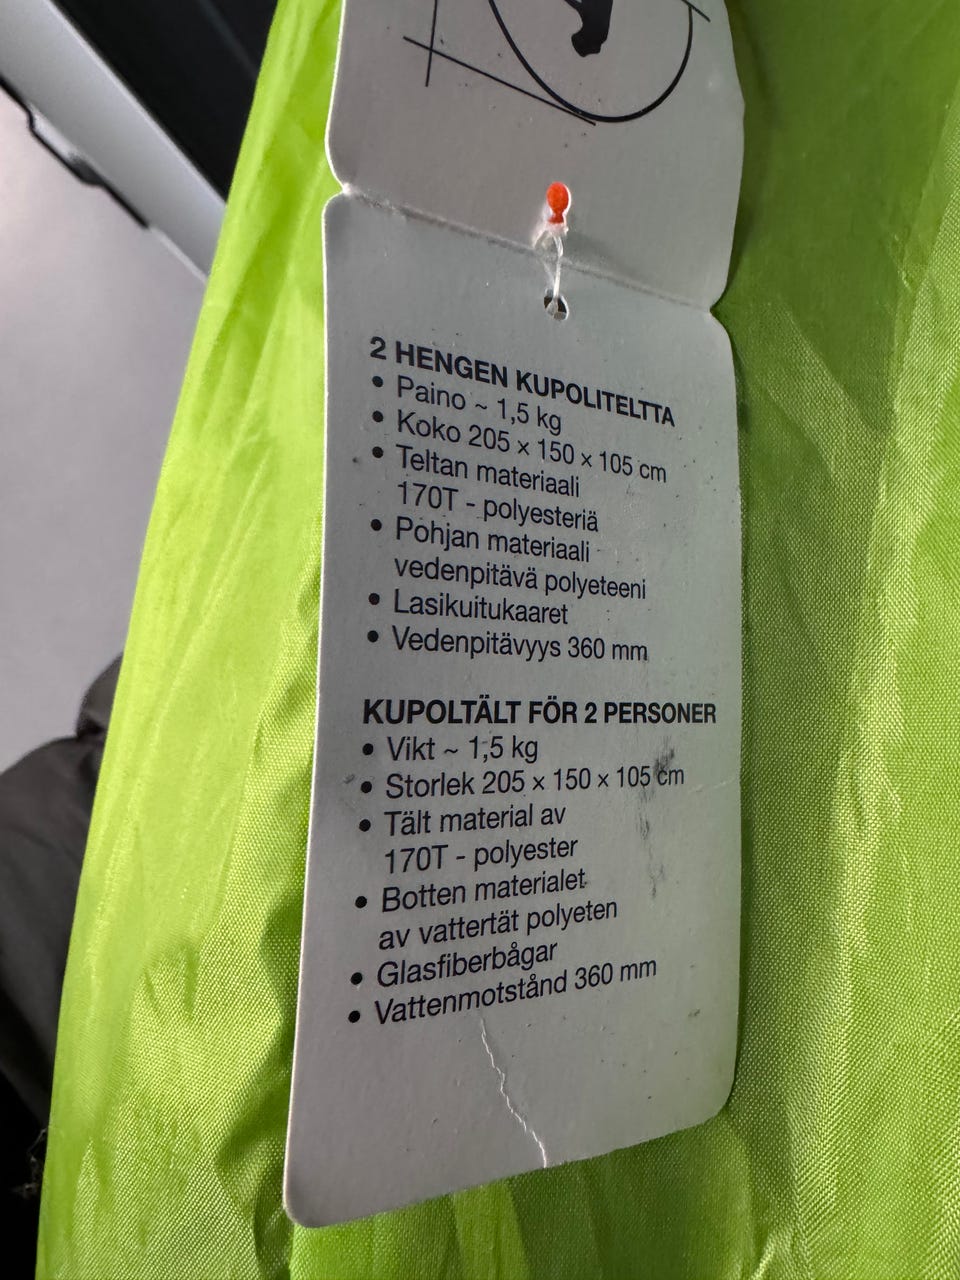 2 HENGEN KUPOLITELTTA
• Paino ~ 1,5 kg
• Koko 205 × 150 × 105 cm
• Teltan materiaali
170T - polyesteriä
• Pohjan materiaali
vedenpitävä polyeteeni
• Lasikuitukaaret
• Vedenpitävyys 360 mm
KUPOLTÄLT FÖR 2 PERSONER
• Vikt ~ 1,5 kg
• Storlek 205 × 150 × 105 cm
• Tält material av
170T - polyester
• Botten materialet
av vattertät polyeten
• Glasfiberbågar
• Vattenmotstånd 360 mm